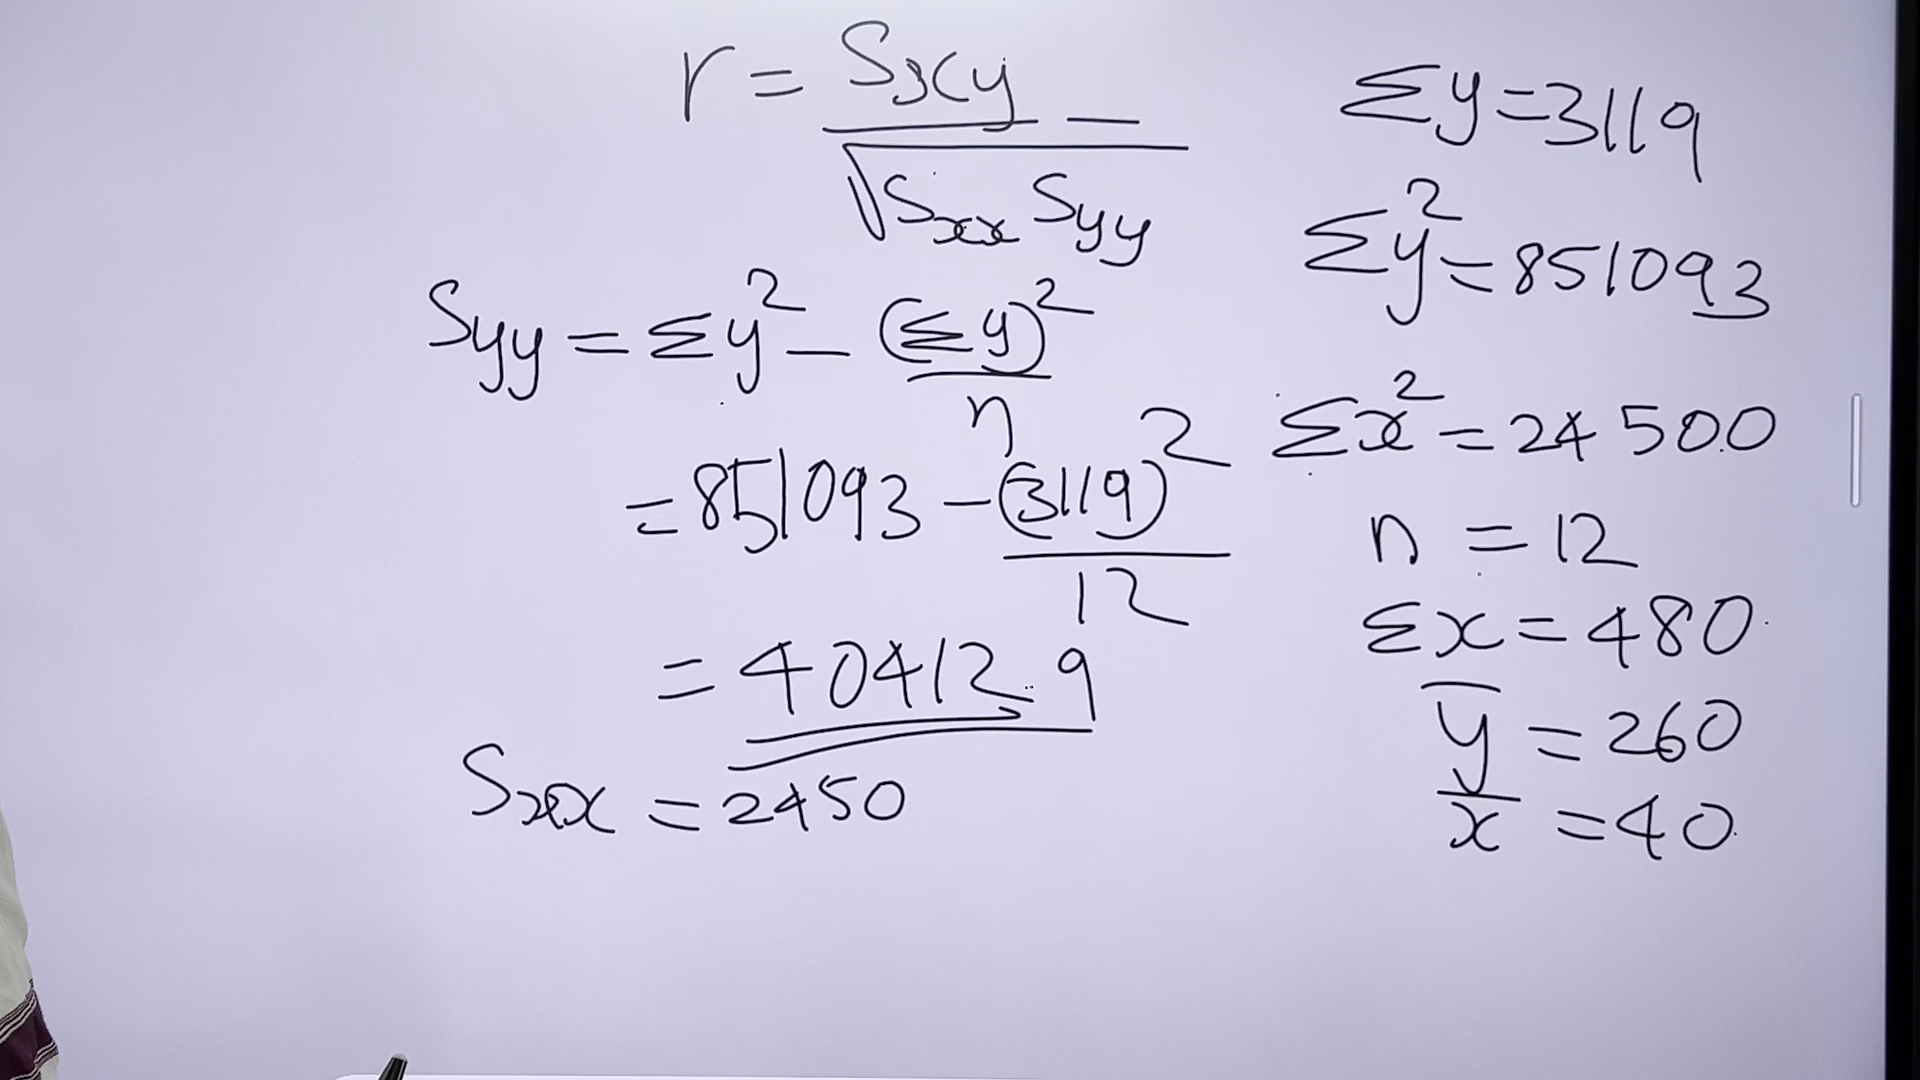 r = Sxy
√Sxx Syy
Syy = Σy² – (Σy)²
n
= 851093 – (3119)²
12
= 40412.9
Sxx = 2450
Σy = 3119
Σy² = 851093
Σx² = 24500
n = 12
Σx = 480
y̅ = 260
x̅ = 40